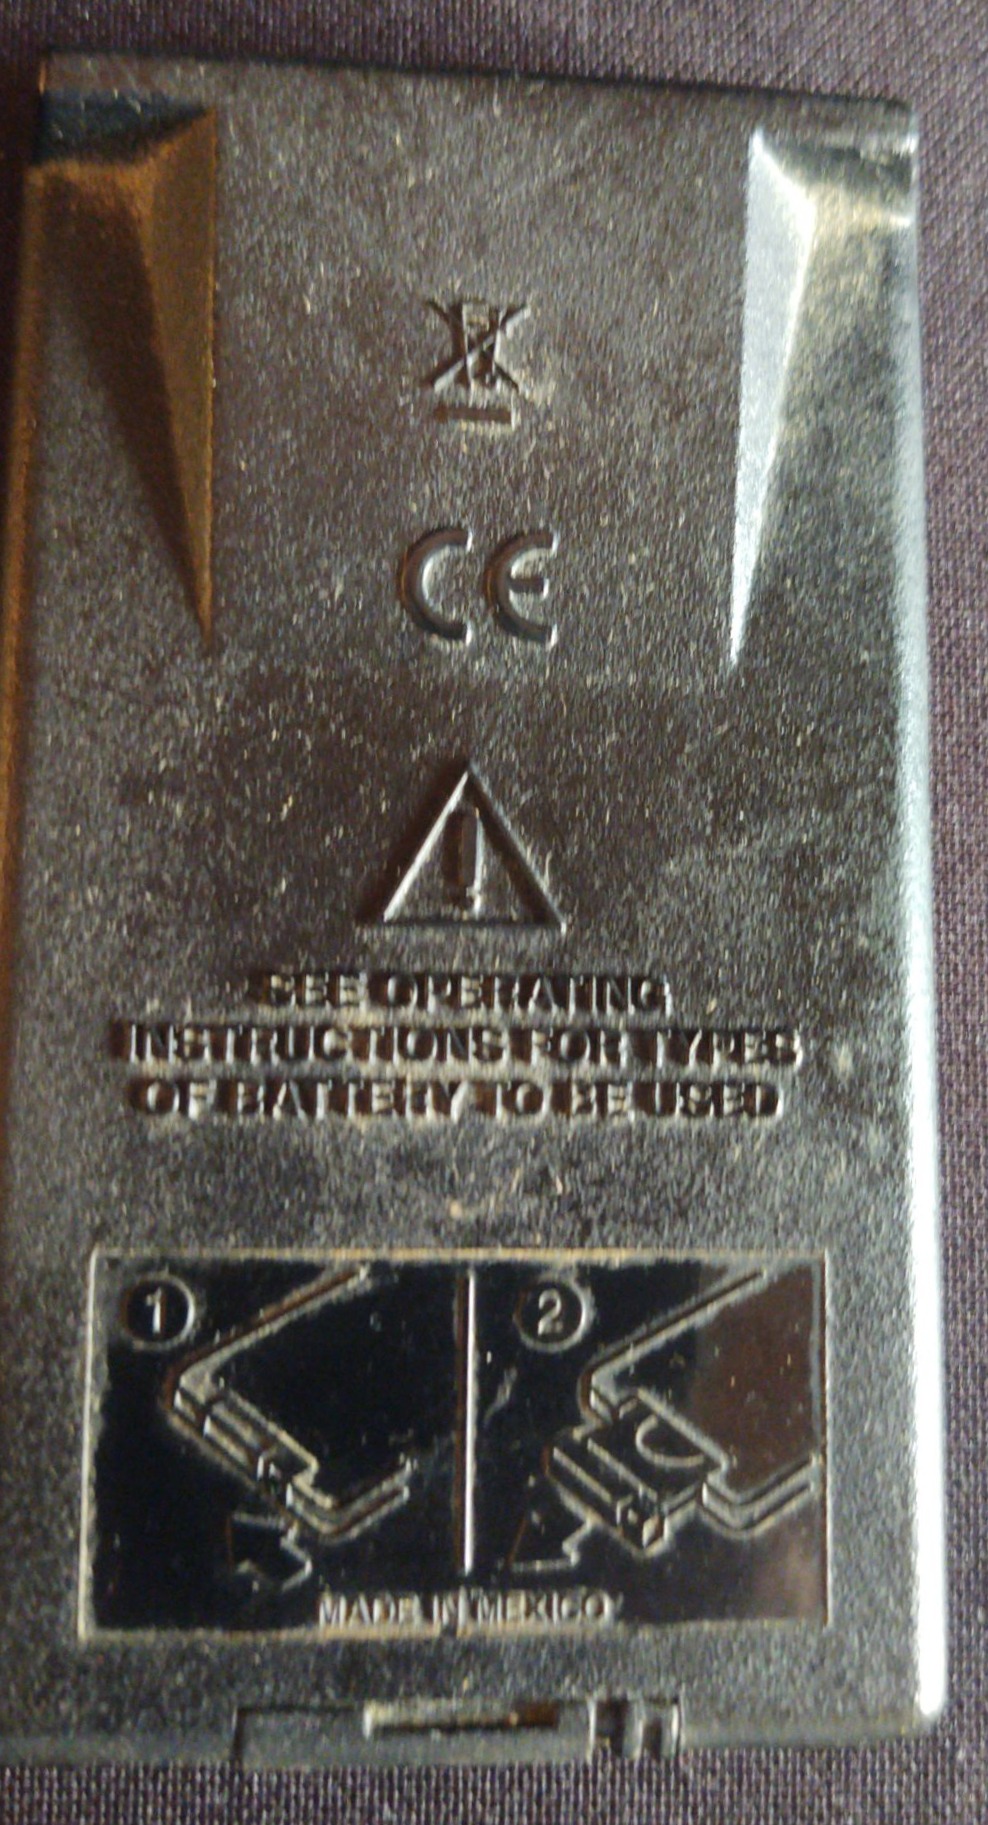 CE
SEE OPERATING
INSTRUCTIONS FOR TYPES
OF BATTERY TO BE USED
1
2
MADE IN MEXICO